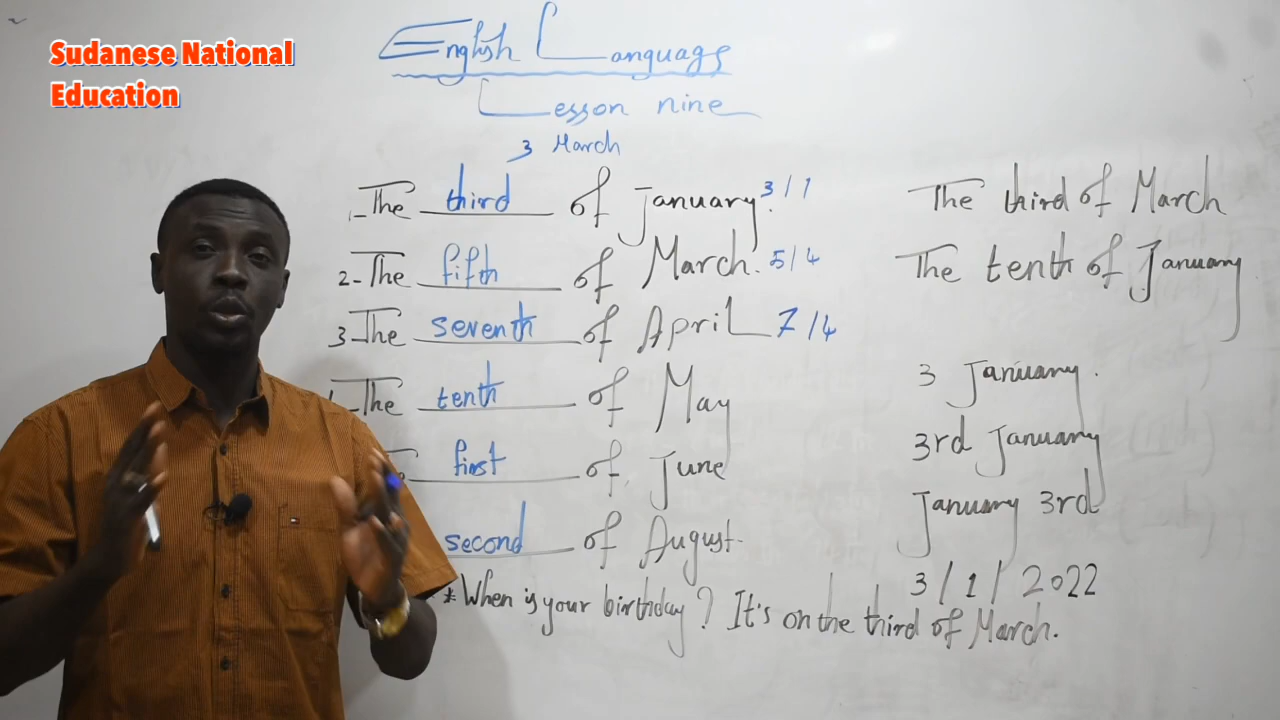 Sudanese National
Education
English Language
Lesson nine
3 March
1-The third of January. 3/1
2-The fifth of March. 5/4
3-The seventh of April 7/4
The tenth of May
first of June
second of August.
*When is your birthday? It's on the third of March.
The third of March
The tenth of January
3 January.
3rd January
January 3rd
3/1/2022